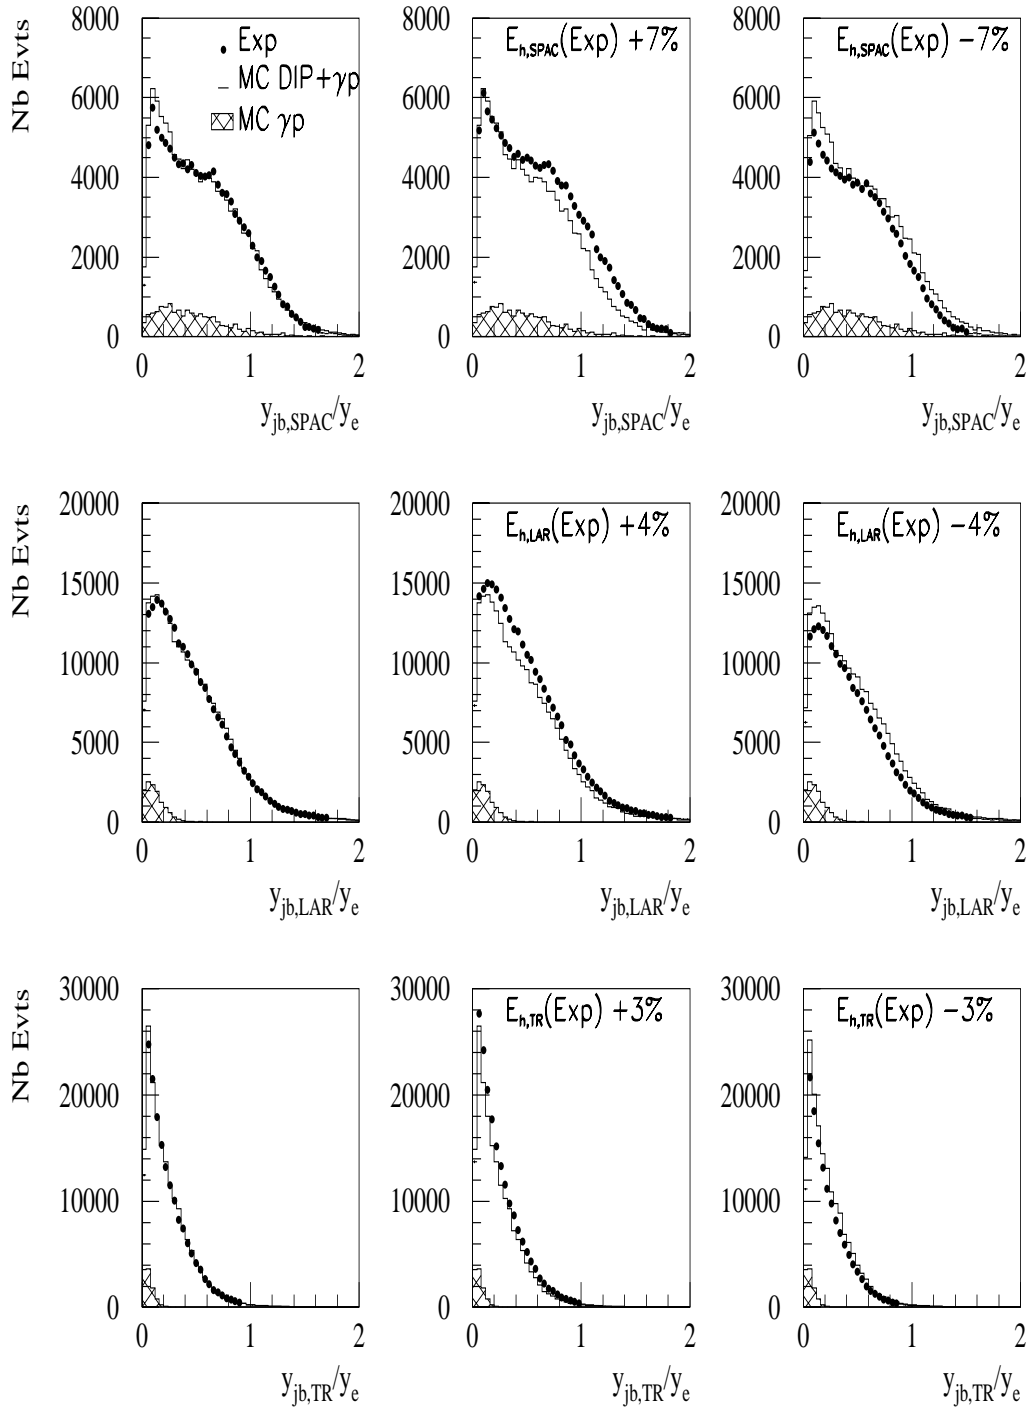 Nb Evts
8000
6000
4000
2000
0
0 1 2
y_jb,SPAC/y_e
Exp
MC DIP+γp
MC γp
8000
6000
4000
2000
0
0 1 2
y_jb,SPAC/y_e
E_h,SPAC(Exp) +7%
8000
6000
4000
2000
0
0 1 2
y_jb,SPAC/y_e
E_h,SPAC(Exp) −7%
Nb Evts
20000
15000
10000
5000
0
0 1 2
y_jb,LAR/y_e
20000
15000
10000
5000
0
0 1 2
y_jb,LAR/y_e
E_h,LAR(Exp) +4%
20000
15000
10000
5000
0
0 1 2
y_jb,LAR/y_e
E_h,LAR(Exp) −4%
Nb Evts
30000
20000
10000
0
0 1 2
y_jb,TR/y_e
30000
20000
10000
0
0 1 2
y_jb,TR/y_e
E_h,TR(Exp) +3%
30000
20000
10000
0
0 1 2
y_jb,TR/y_e
E_h,TR(Exp) −3%